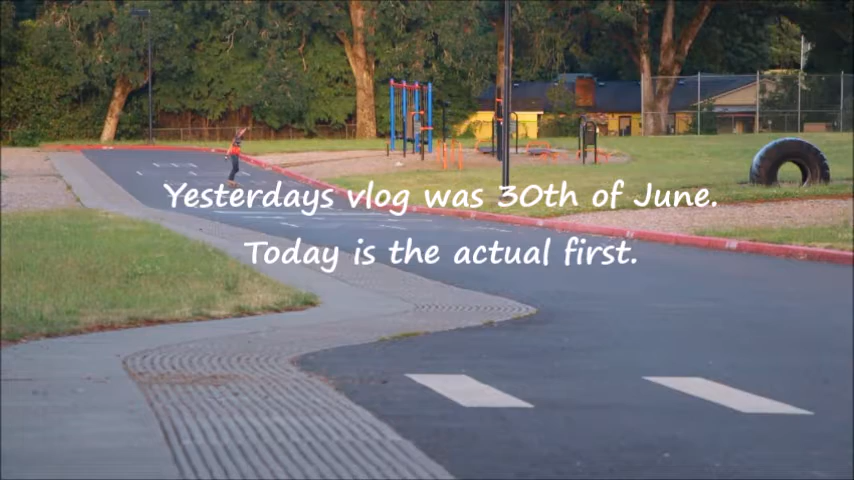 Yesterdays vlog was 30th of June.
Today is the actual first.